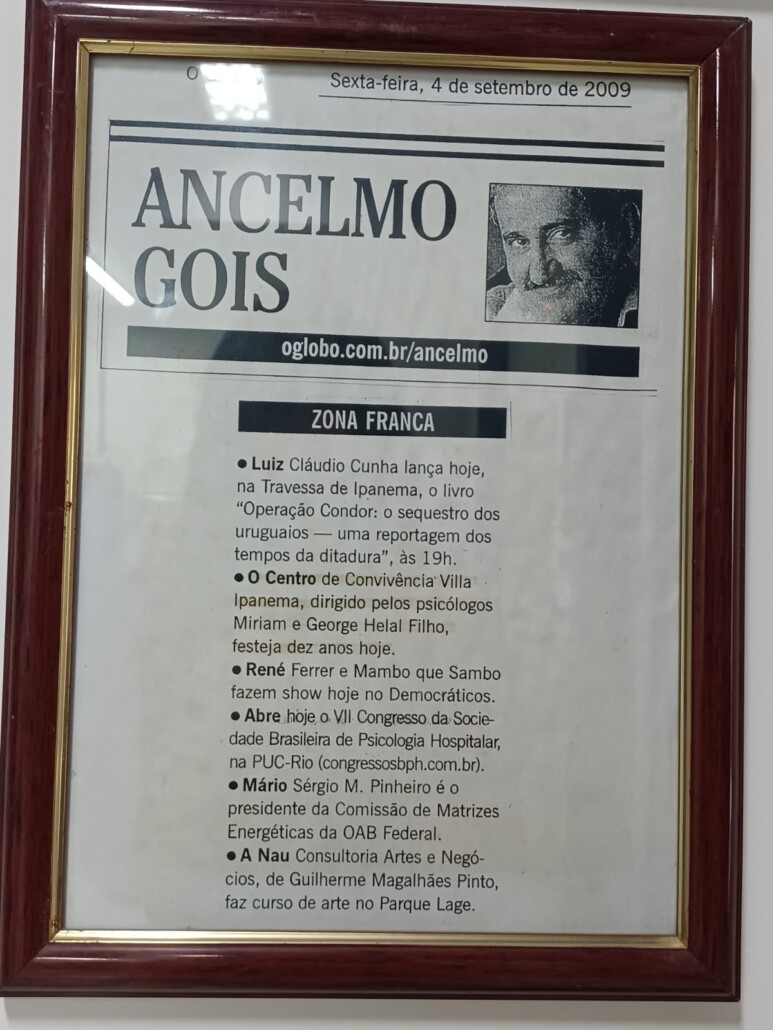 O
Sexta-feira, 4 de setembro de 2009
ANCELMO
GOIS
oglobo.com.br/ancelmo
ZONA FRANCA
● Luiz Cláudio Cunha lança hoje,
na Travessa de Ipanema, o livro
“Operação Condor: o sequestro dos
uruguaios — uma reportagem dos
tempos da ditadura”, às 19h.
● O Centro de Convivência Villa
Ipanema, dirigido pelos psicólogos
Miriam e George Helal Filho,
festeja dez anos hoje.
● René Ferrer e Mambo que Sambo
fazem show hoje no Democráticos.
● Abre hoje o VII Congresso da Socie-
dade Brasileira de Psicologia Hospitalar,
na PUC-Rio (congressosbph.com.br).
● Mário Sérgio M. Pinheiro é o
presidente da Comissão de Matrizes
Energéticas da OAB Federal.
● A Nau Consultoria Artes e Negó-
cios, de Guilherme Magalhães Pinto,
faz curso de arte no Parque Lage.